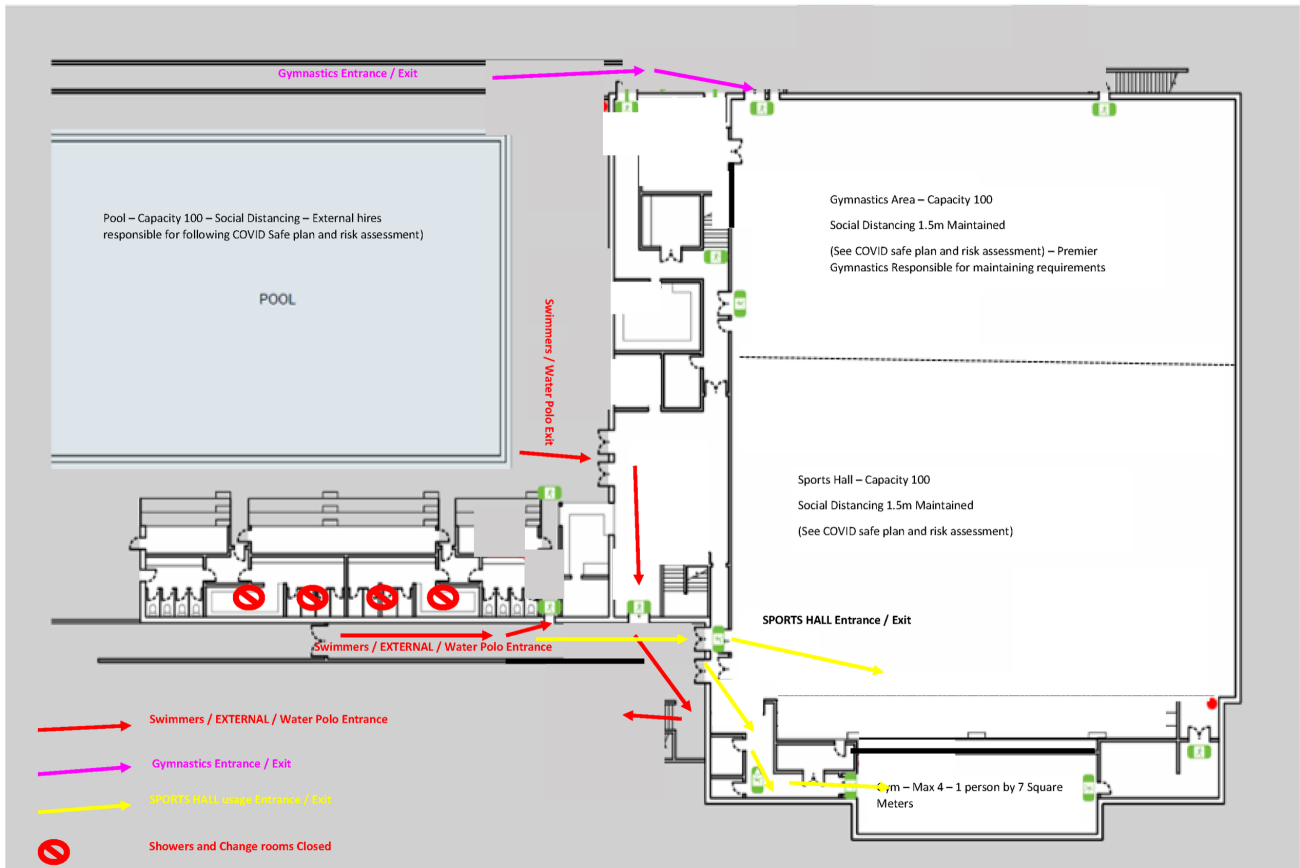 Gymnastics Entrance / Exit
Pool – Capacity 100 – Social Distancing – External hires
responsible for following COVID Safe plan and risk assessment)
POOL
Gymnastics Area – Capacity 100
Social Distancing 1.5m Maintained
(See COVID safe plan and risk assessment) – Premier
Gymnastics Responsible for maintaining requirements
Swimmers / Water Polo Exit
Sports Hall – Capacity 100
Social Distancing 1.5m Maintained
(See COVID safe plan and risk assessment)
SPORTS HALL Entrance / Exit
Swimmers / EXTERNAL / Water Polo Entrance
Swimmers / EXTERNAL / Water Polo Entrance
Gymnastics Entrance / Exit
SPORTS HALL usage Entrance / Exit
Showers and Change rooms Closed
Gym – Max 4 – 1 person by 7 Square
Meters